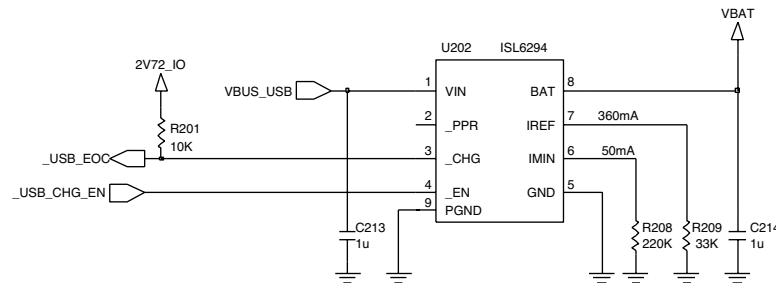 VBAT
U202 ISL6294
2V72_IO
VBUS_USB
1 VIN BAT 8
2 _PPR IREF 7 360mA
R201
10K
_USB_EOC
3 _CHG IMIN 6 50mA
_USB_CHG_EN
4 _EN GND 5
9 PGND
C213
1u
R208
220K
R209
33K
C214
1u